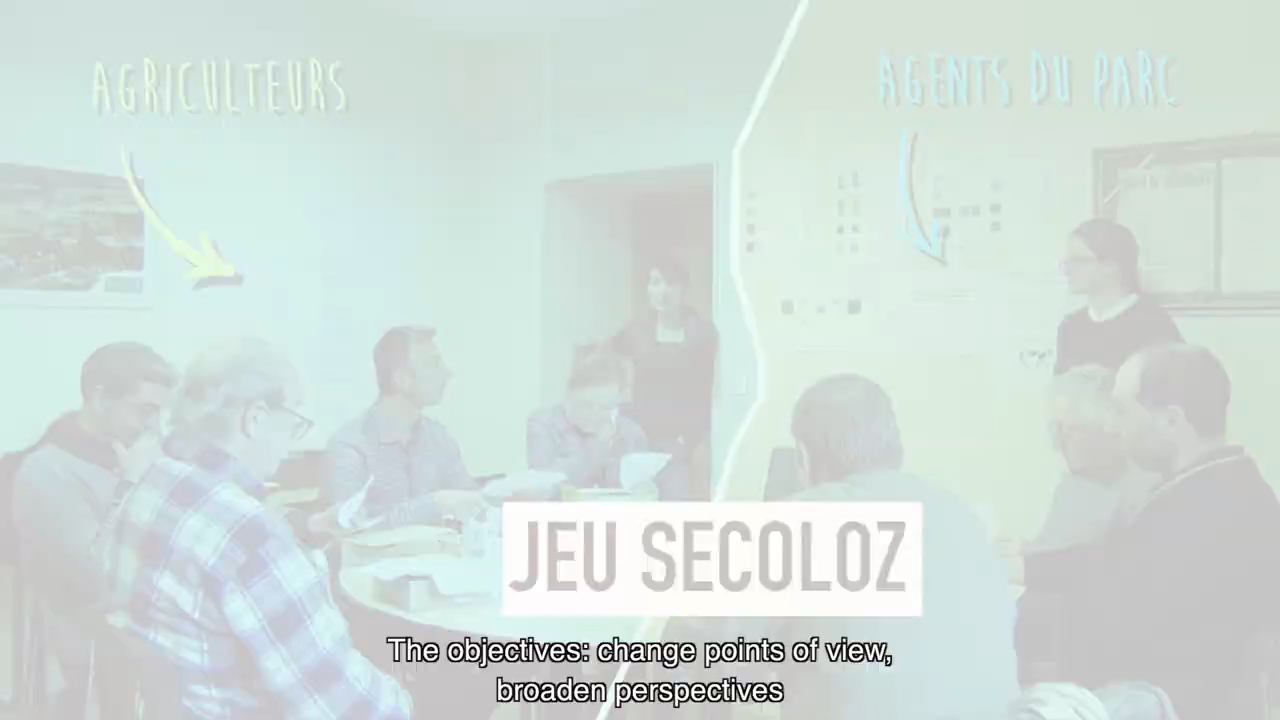 AGRICULTEURS
AGENTS DU PARC
JEU SECOLOZ
The objectives: change points of view,
broaden perspectives